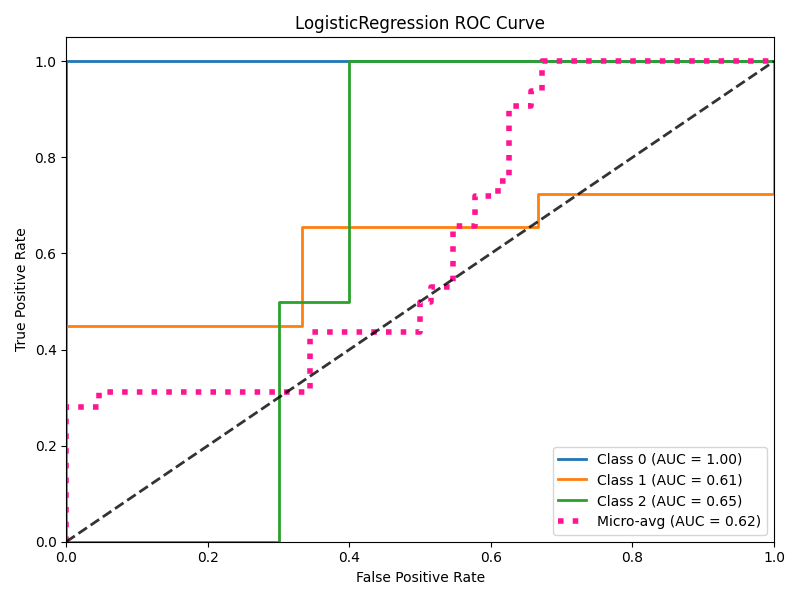 LogisticRegression ROC Curve
True Positive Rate
1.0
0.8
0.6
0.4
0.2
0.0
0.0 0.2 0.4 0.6 0.8 1.0
False Positive Rate
Class 0 (AUC = 1.00)
Class 1 (AUC = 0.61)
Class 2 (AUC = 0.65)
Micro-avg (AUC = 0.62)